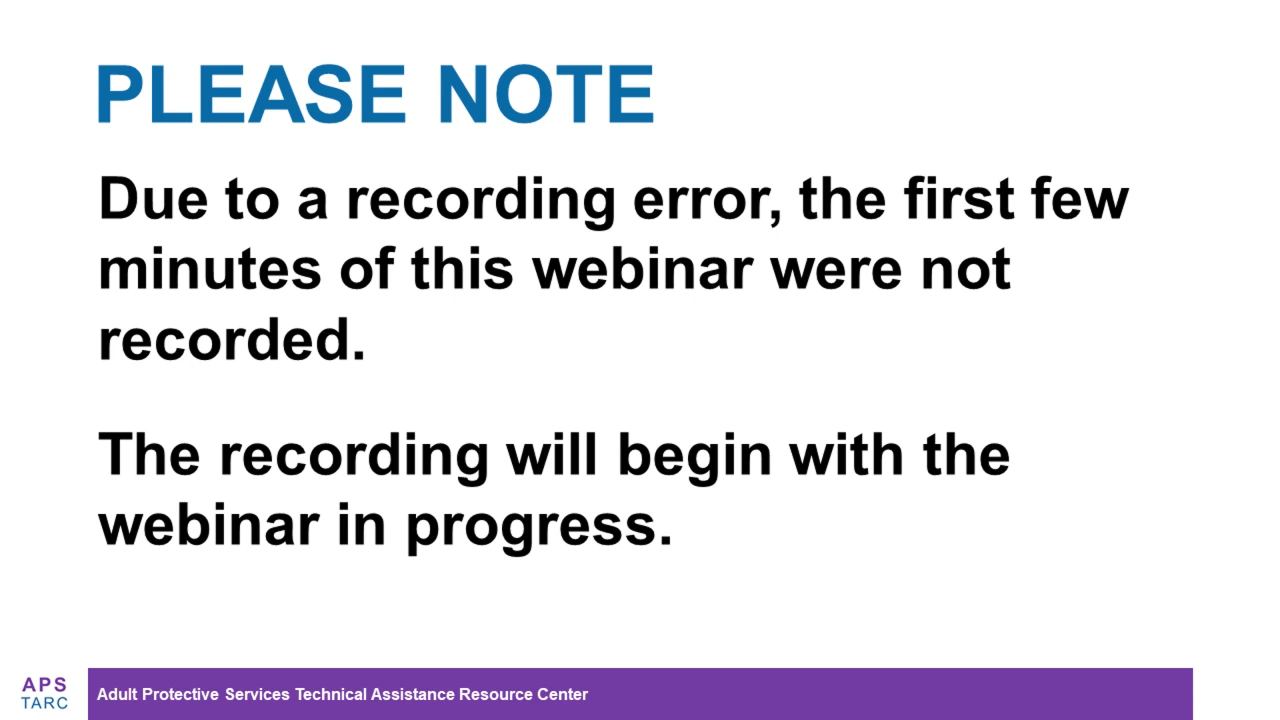 PLEASE NOTE
Due to a recording error, the first few
minutes of this webinar were not
recorded.
The recording will begin with the
webinar in progress.
APS
TARC
Adult Protective Services Technical Assistance Resource Center